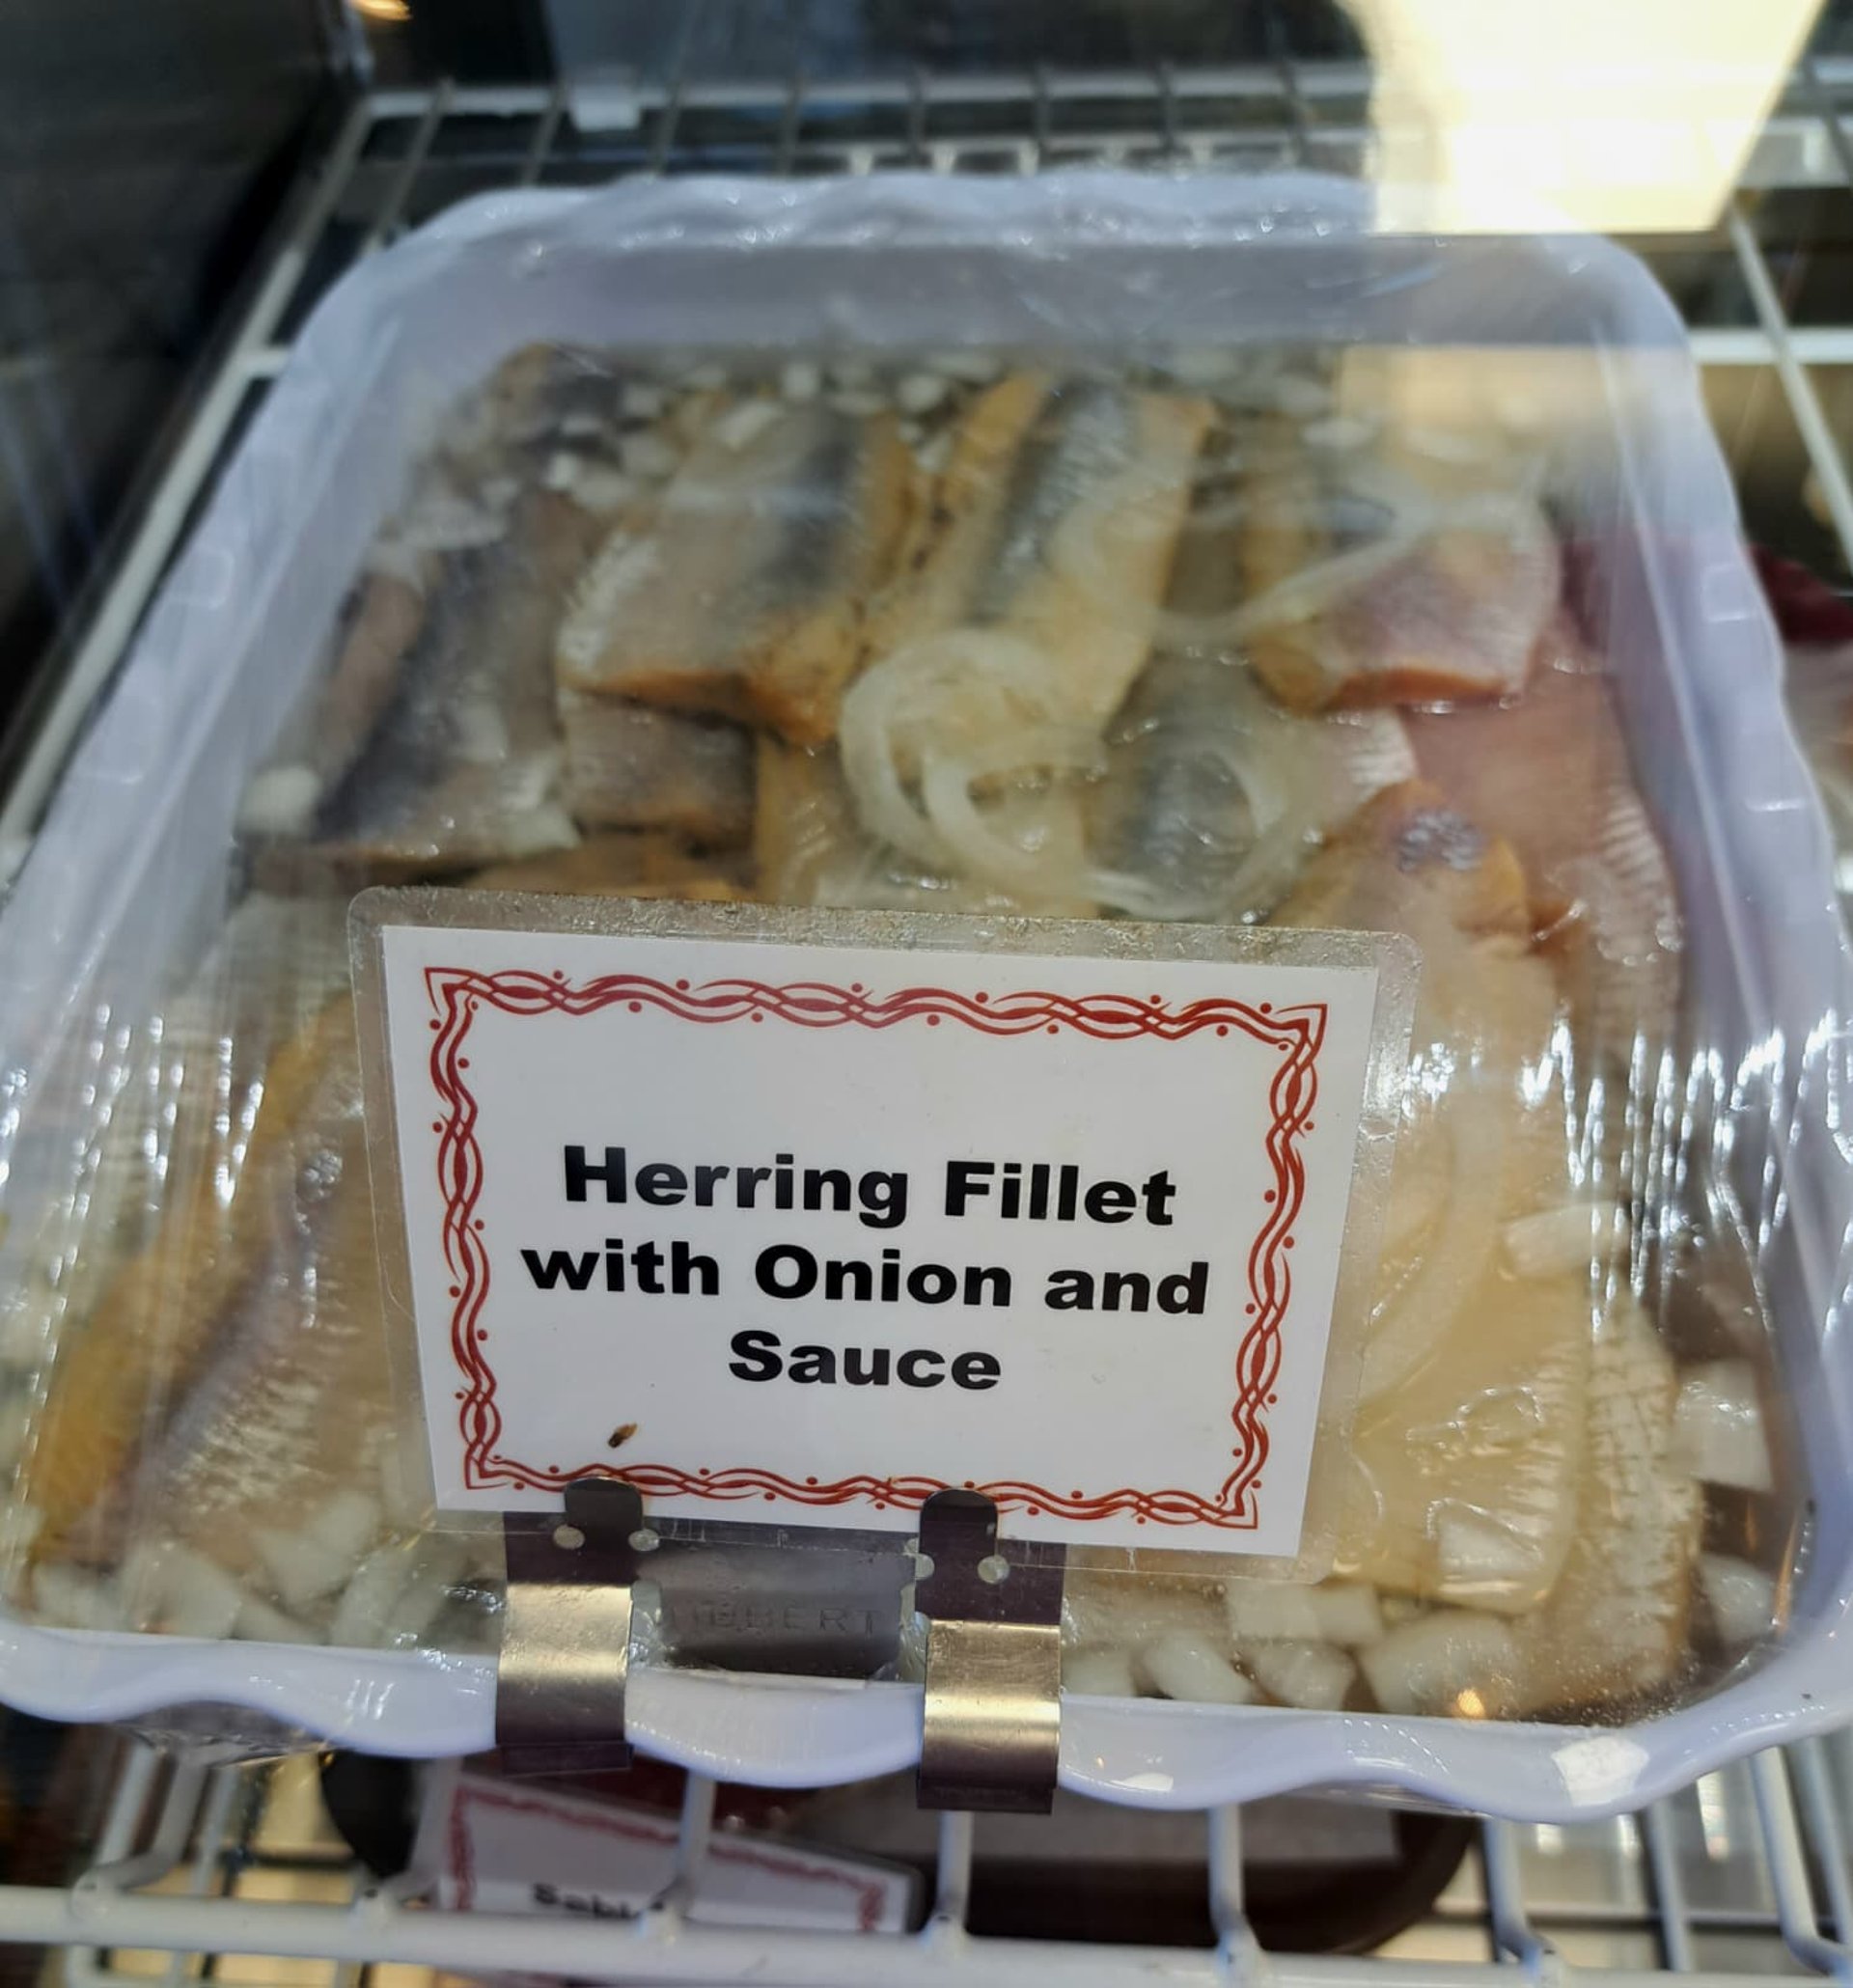 Herring Fillet
with Onion and
Sauce